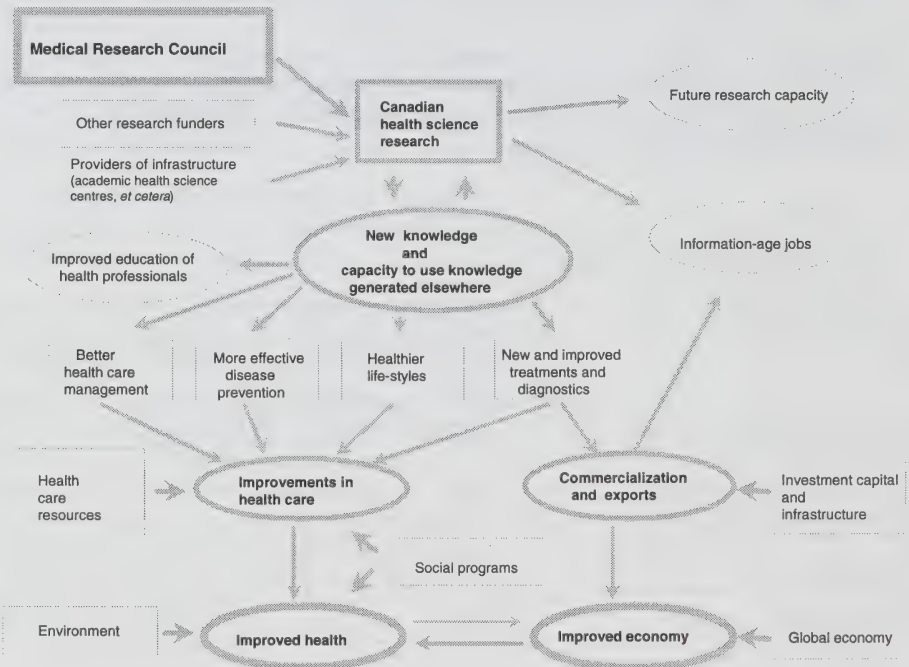 Medical Research Council
Canadian
health science
research
Future research capacity
Other research funders
Providers of infrastructure
(academic health science
centres, et cetera)
New knowledge
and
capacity to use knowledge
generated elsewhere
Information-age jobs
Improved education of
health professionals
Better
health care
management
More effective
disease
prevention
Healthier
life-styles
New and improved
treatments and
diagnostics
Health
care
resources
Improvements in
health care
Commercialization
and exports
Investment capital
and
infrastructure
Social programs
Environment
Improved health
Improved economy
Global economy